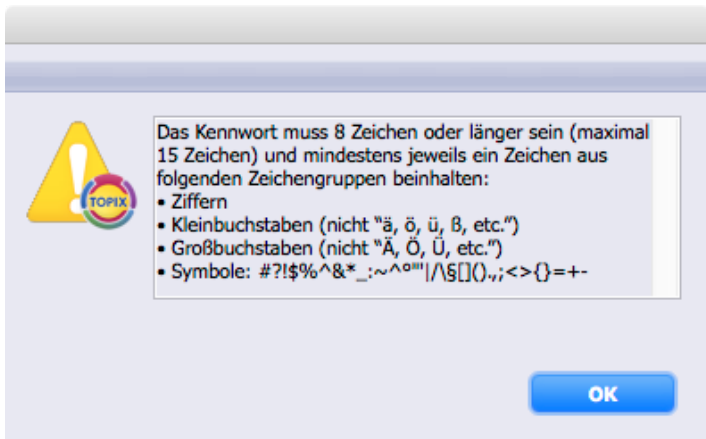 Das Kennwort muss 8 Zeichen oder länger sein (maximal
15 Zeichen) und mindestens jeweils ein Zeichen aus
folgenden Zeichengruppen beinhalten:
• Ziffern
• Kleinbuchstaben (nicht “ä, ö, ü, ß, etc.”)
• Großbuchstaben (nicht “Ä, Ö, Ü, etc.”)
• Symbole: #?!$%^&*_:~^°"'|/\§[]().,;<>{}=+-
TOPIX
OK